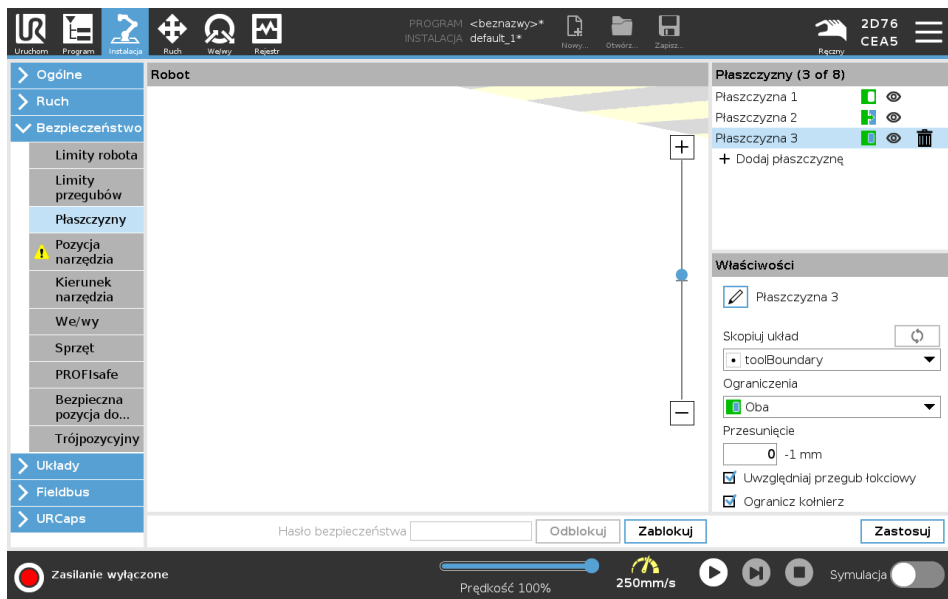 PROGRAM <beznazwy>*
INSTALACJA default_1*
Uruchom Program Instalacja Ruch We/wy Rejestr
Nowy... Otwórz... Zapisz...
Ręczny
2D76
CEA5
Ogólne
Ruch
Bezpieczeństwo
Limity robota
Limity
przegubów
Płaszczyzny
Pozycja
narzędzia
Kierunek
narzędzia
We/wy
Sprzęt
PROFIsafe
Bezpieczna
pozycja do...
Trójpozycyjny
Układy
Fieldbus
URCaps
Robot
Hasło bezpieczeństwa
Odblokuj
Zablokuj
Płaszczyzny (3 of 8)
Płaszczyzna 1
Płaszczyzna 2
Płaszczyzna 3
+ Dodaj płaszczyznę
Właściwości
Płaszczyzna 3
Skopiuj układ
toolBoundary
Ograniczenia
Oba
Przesunięcie
0 -1 mm
Uwzględniaj przegub łokciowy
Ogranicz kołnierz
Zastosuj
Zasilanie wyłączone
Prędkość 100%
250mm/s
Symulacja